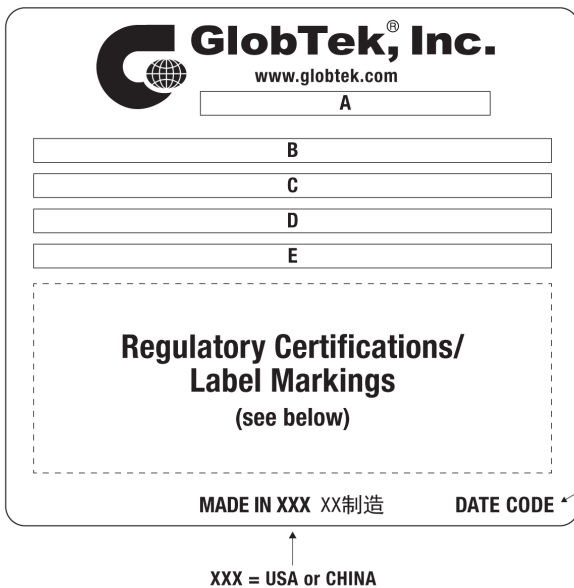 GlobTek,® Inc.
www.globtek.com
A
B
C
D
E
Regulatory Certifications/
Label Markings
(see below)
MADE IN XXX XX制造 DATE CODE
XXX = USA or CHINA